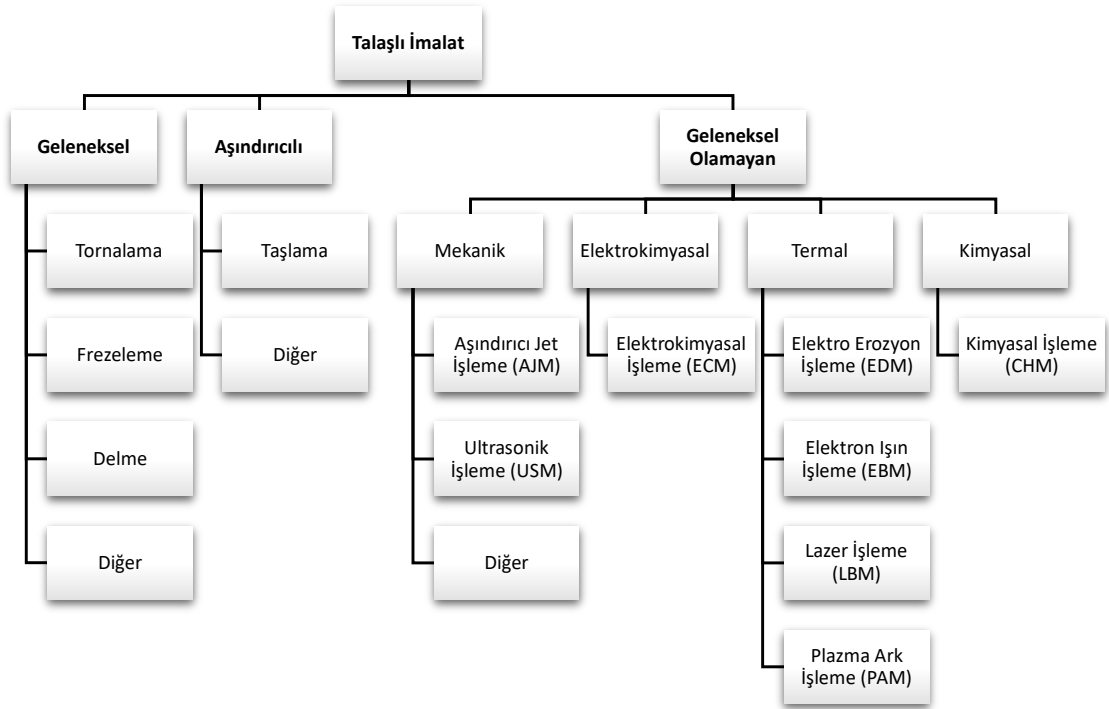 Talaşlı İmalat
Geleneksel
Aşındırıcılı
Geleneksel
Olamayan
Tornalama
Taşlama
Mekanik
Elektrokimyasal
Termal
Kimyasal
Frezeleme
Diğer
Aşındırıcı Jet
İşleme (AJM)
Elektrokimyasal
İşleme (ECM)
Elektro Erozyon
İşleme (EDM)
Kimyasal İşleme
(CHM)
Delme
Ultrasonik
İşleme (USM)
Elektron Işın
İşleme (EBM)
Diğer
Diğer
Lazer İşleme
(LBM)
Plazma Ark
İşleme (PAM)